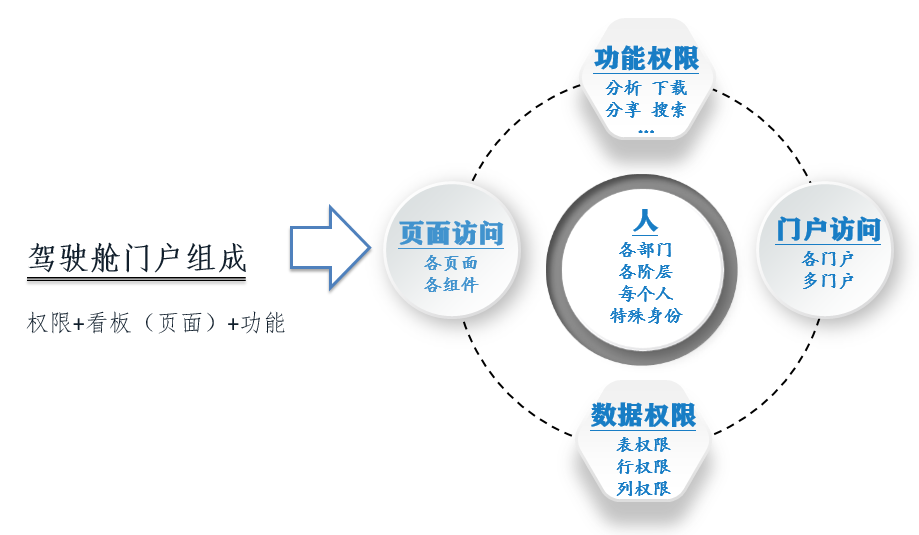 驾驶舱门户组成
权限+看板（页面）+功能
功能权限
分析 下载
分享 搜索
...
页面访问
各页面
各组件
人
各部门
各阶层
每个人
特殊身份
门户访问
各门户
多门户
数据权限
表权限
行权限
列权限